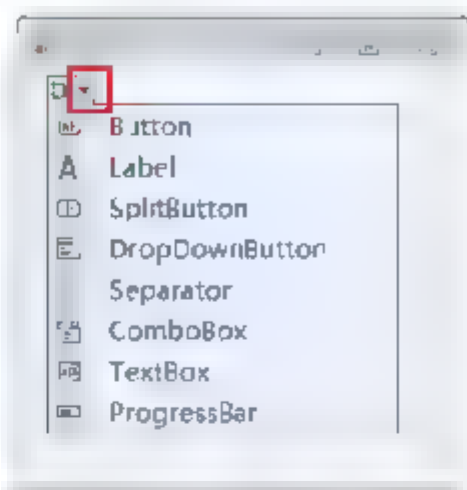 Button
Label
SplitButton
DropDownButton
Separator
ComboBox
TextBox
ProgressBar